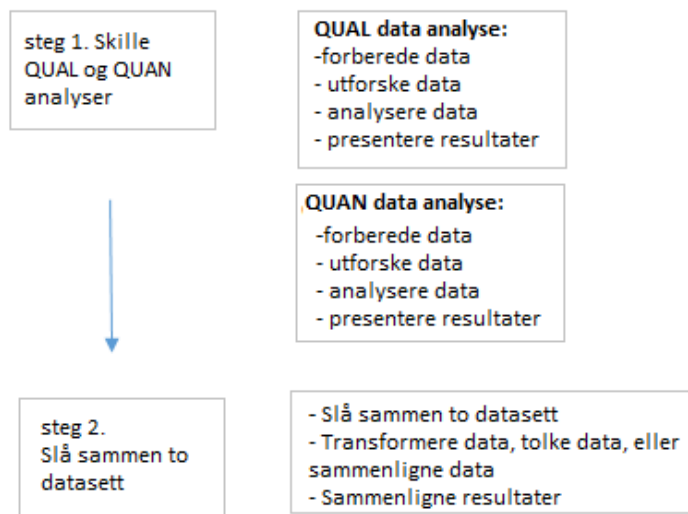 steg 1. Skille
QUAL og QUAN
analyser
QUAL data analyse:
-forberede data
- utforske data
- analysere data
- presentere resultater
QUAN data analyse:
-forberede data
- utforske data
- analysere data
- presentere resultater
steg 2.
Slå sammen to
datasett
- Slå sammen to datasett
- Transformere data, tolke data, eller
sammenligne data
- Sammenligne resultater